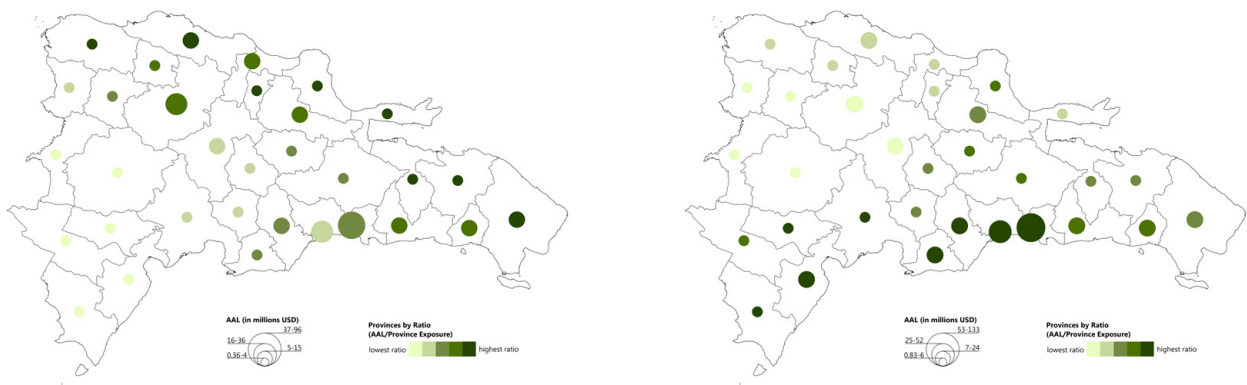 AAL (in millions USD)
37-96
16-36
5-15
0.36-4
Provinces by Ratio
(AAL/Province Exposure)
lowest ratio
highest ratio
AAL (in millions USD)
53-133
25-52
7-24
0.83-6
Provinces by Ratio
(AAL/Province Exposure)
lowest ratio
highest ratio